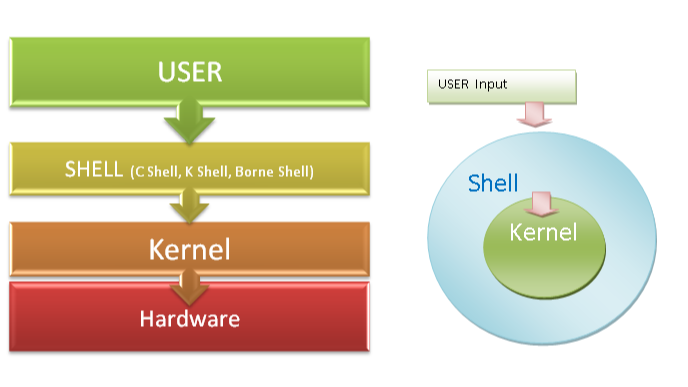 USER
SHELL (C Shell, K Shell, Borne Shell)
Kernel
Hardware
USER Input
Shell
Kernel